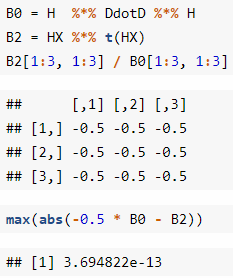 B0 = H %*% DdotD %*% H
B2 = HX %*% t(HX)
B2[1:3, 1:3] / B0[1:3, 1:3]
## [,1] [,2] [,3]
## [1,] -0.5 -0.5 -0.5
## [2,] -0.5 -0.5 -0.5
## [3,] -0.5 -0.5 -0.5
max(abs(-0.5 * B0 - B2))
## [1] 3.694822e-13